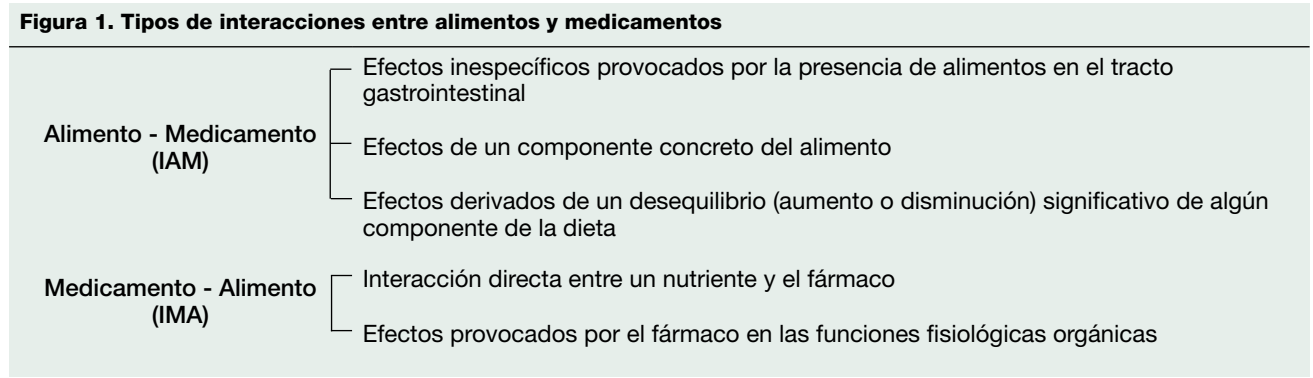 Figura 1. Tipos de interacciones entre alimentos y medicamentos
Alimento - Medicamento
(IAM)
Efectos inespecíficos provocados por la presencia de alimentos en el tracto
gastrointestinal
Efectos de un componente concreto del alimento
Efectos derivados de un desequilibrio (aumento o disminución) significativo de algún
componente de la dieta
Medicamento - Alimento
(IMA)
Interacción directa entre un nutriente y el fármaco
Efectos provocados por el fármaco en las funciones fisiológicas orgánicas